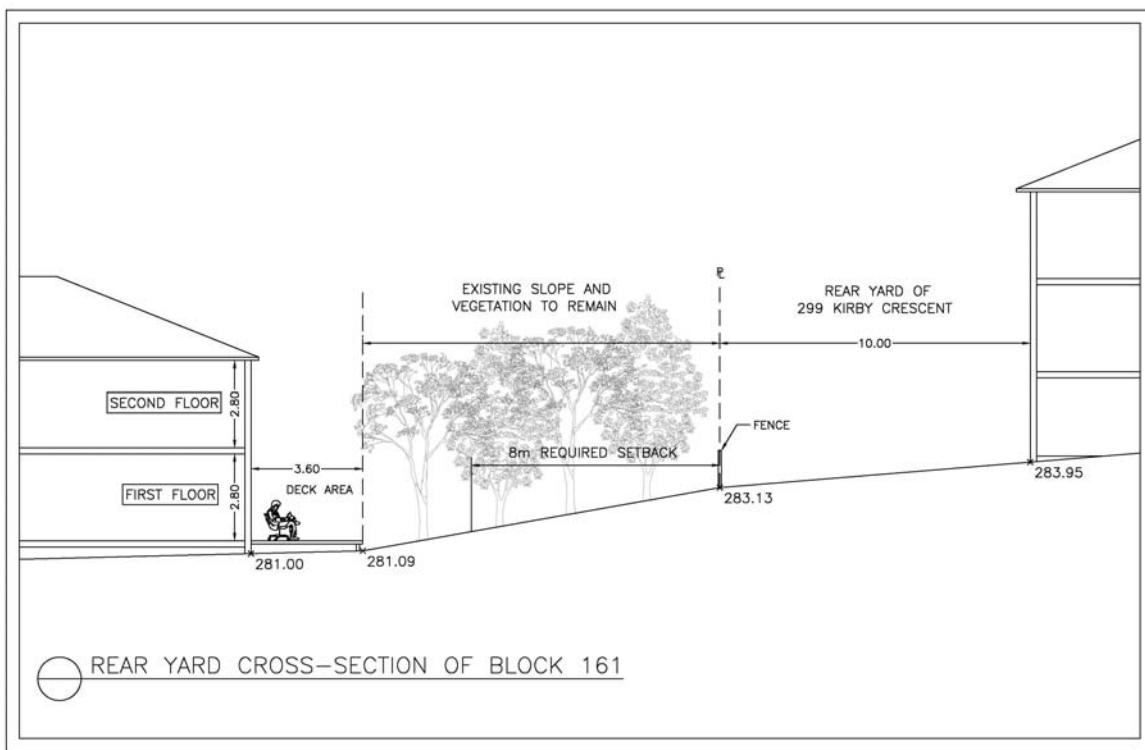 EXISTING SLOPE AND
VEGETATION TO REMAIN
℄
REAR YARD OF
299 KIRBY CRESCENT
10.00
SECOND FLOOR
2.80
8m REQUIRED SETBACK
FENCE
3.60
DECK AREA
FIRST FLOOR
2.80
281.00
281.09
283.13
283.95
REAR YARD CROSS-SECTION OF BLOCK 161